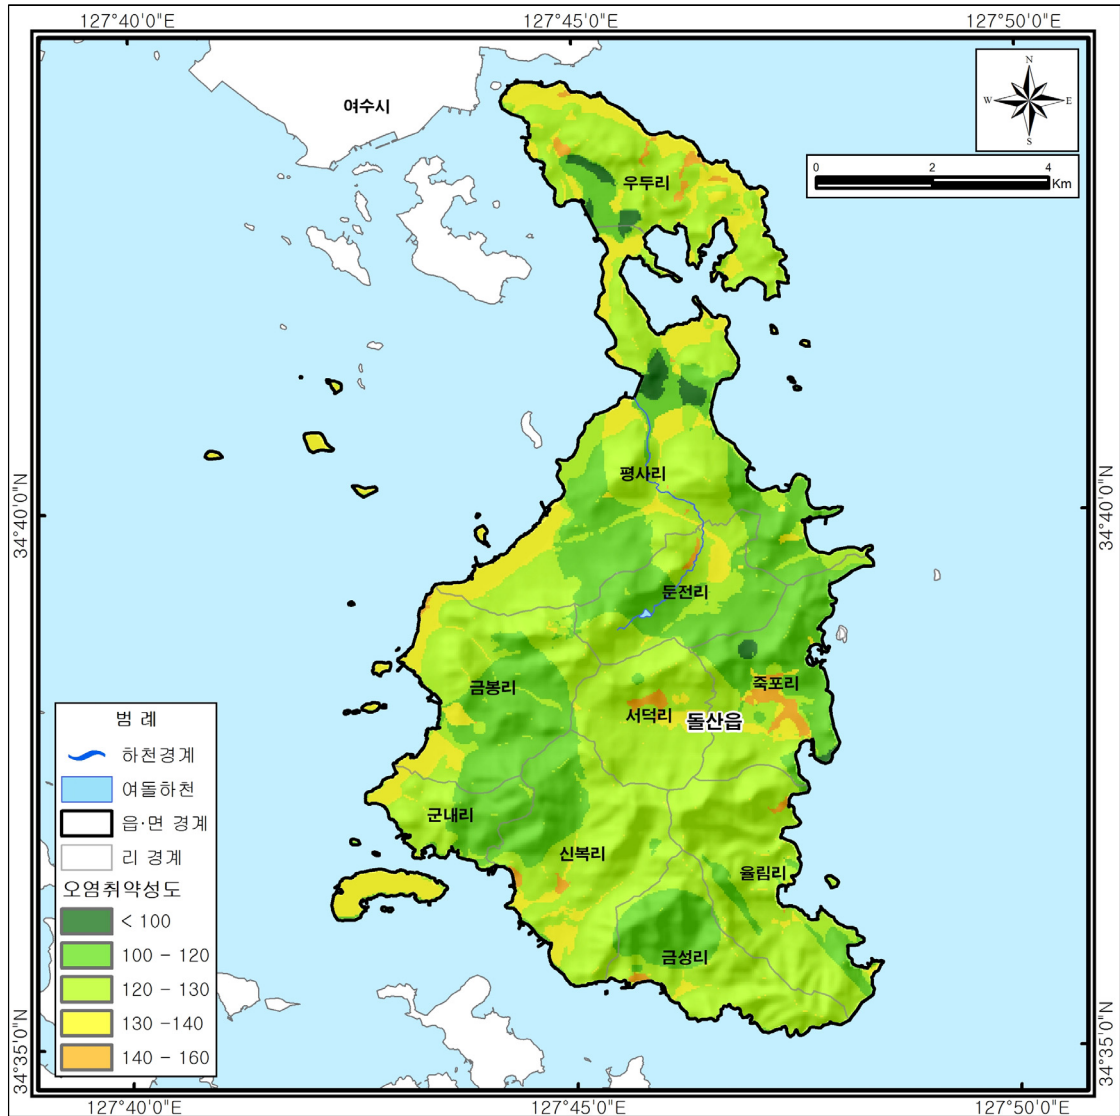 127°40'0"E 127°45'0"E 127°50'0"E
여수시
N
W E
S
0 2 4
Km
우두리
평사리
34°40'0"N 34°40'0"N
둔전리
금봉리
죽포리
서덕리
돌산읍
군내리
신복리
율림리
금성리
범 례
하천경계
여돌하천
읍·면 경계
리 경계
오염취약성도
< 100
100 - 120
120 - 130
130 -140
140 - 160
34°35'0"N 34°35'0"N
127°40'0"E 127°45'0"E 127°50'0"E